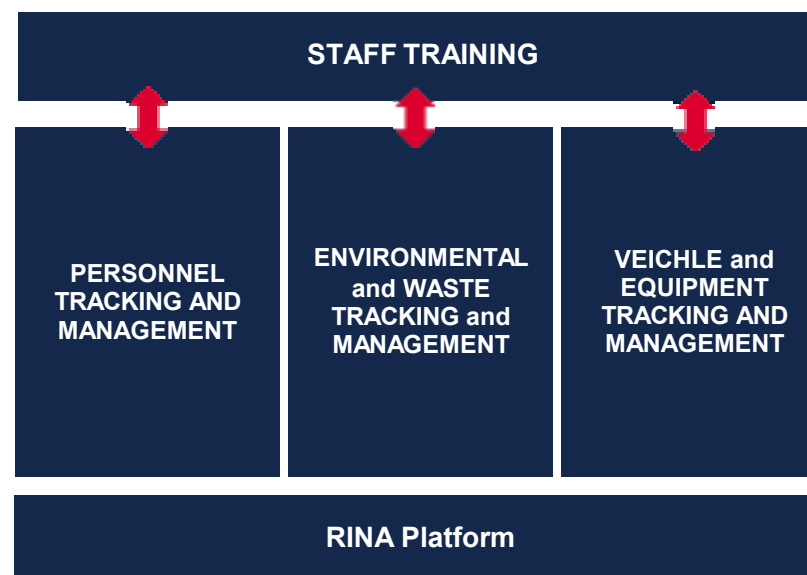 STAFF TRAINING
PERSONNEL
TRACKING AND
MANAGEMENT
ENVIRONMENTAL
and WASTE
TRACKING and
MANAGEMENT
VEICHLE and
EQUIPMENT
TRACKING AND
MANAGEMENT
RINA Platform